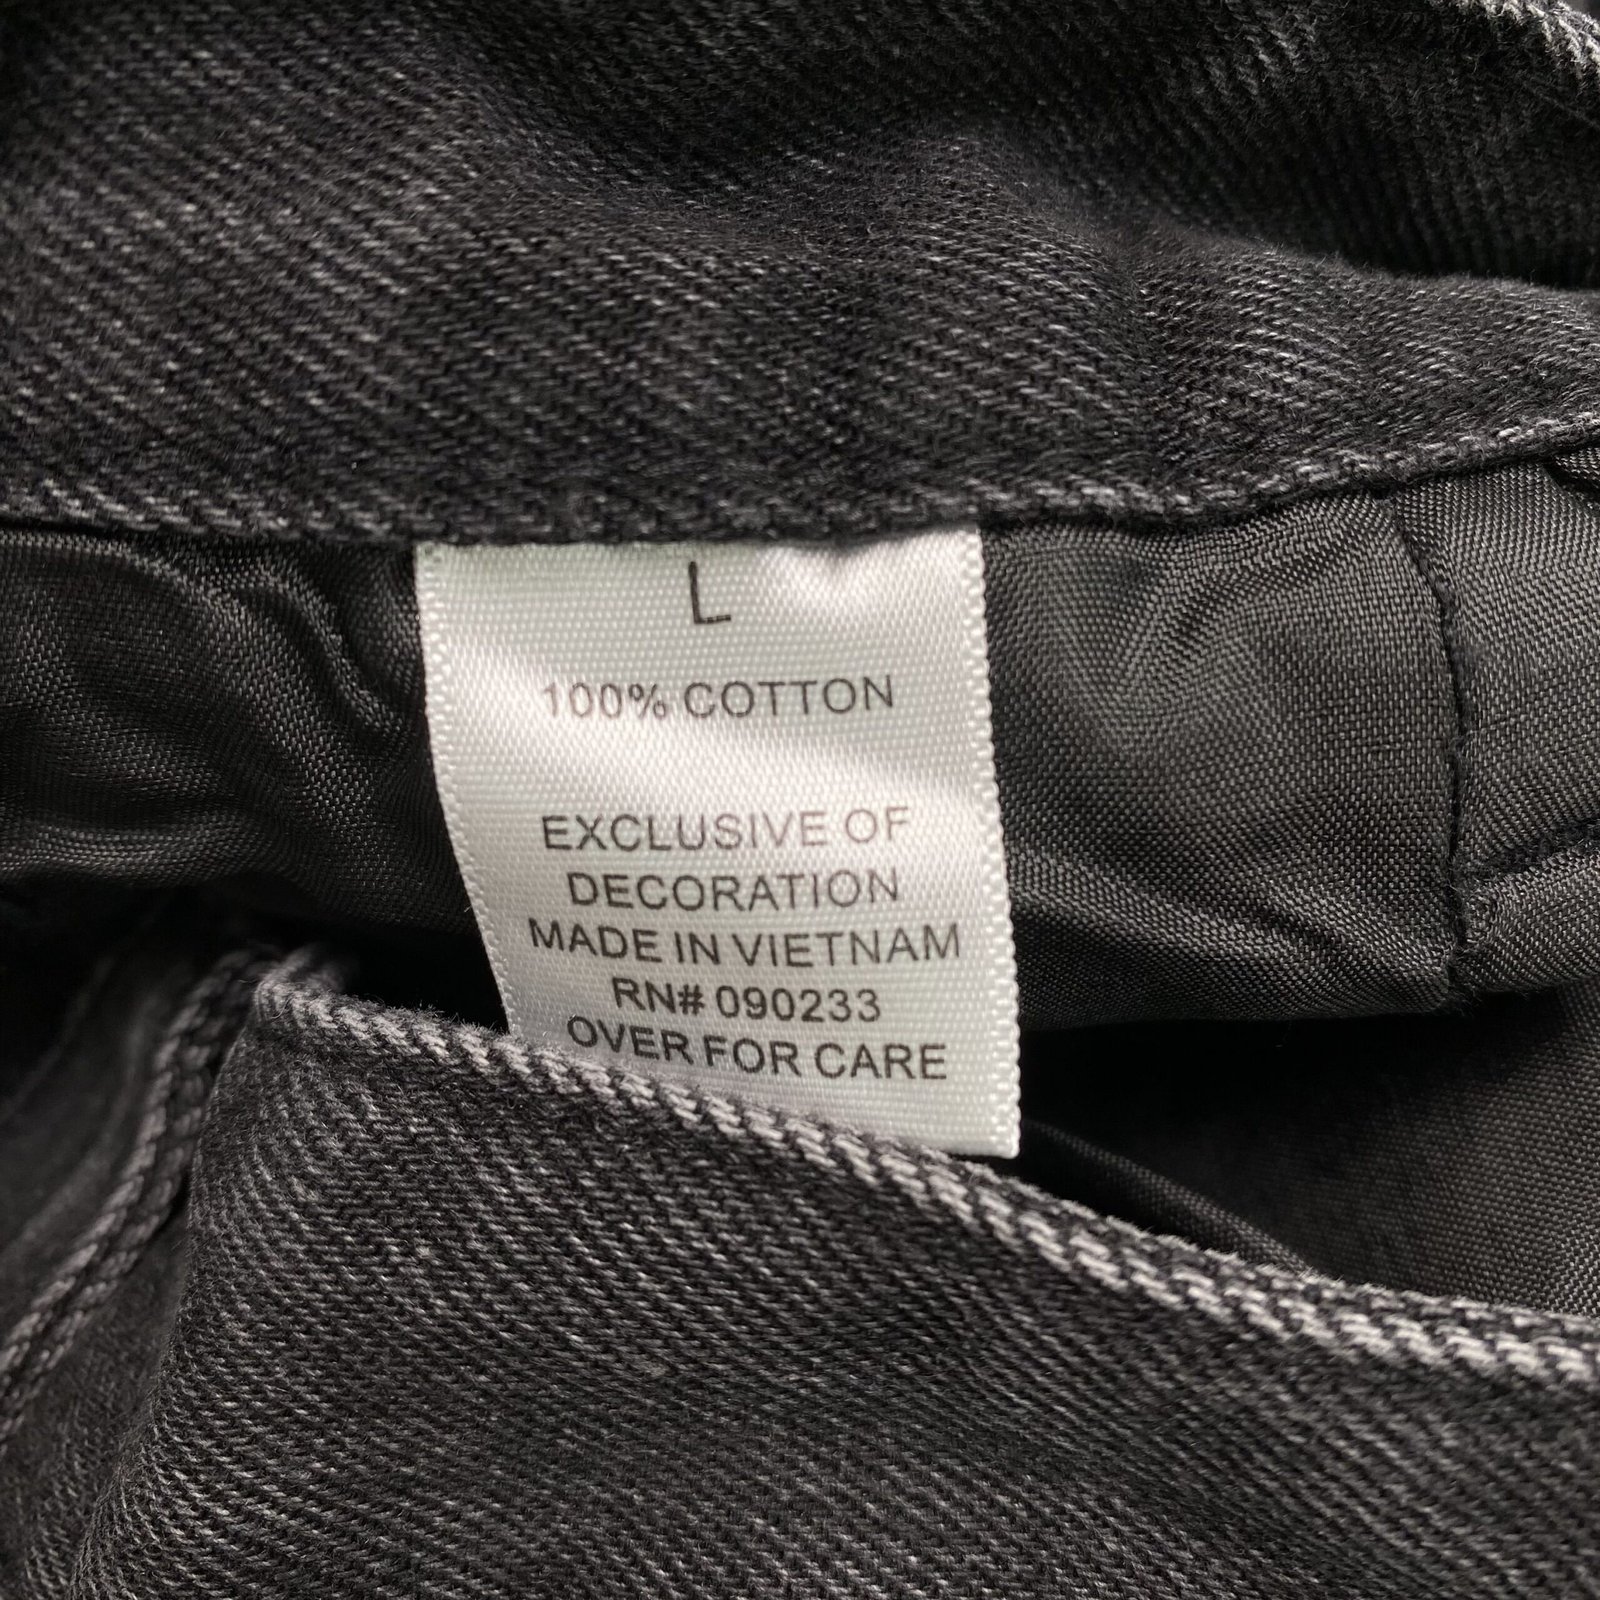 L
100% COTTON
EXCLUSIVE OF
DECORATION
MADE IN VIETNAM
RN# 090233
OVER FOR CARE